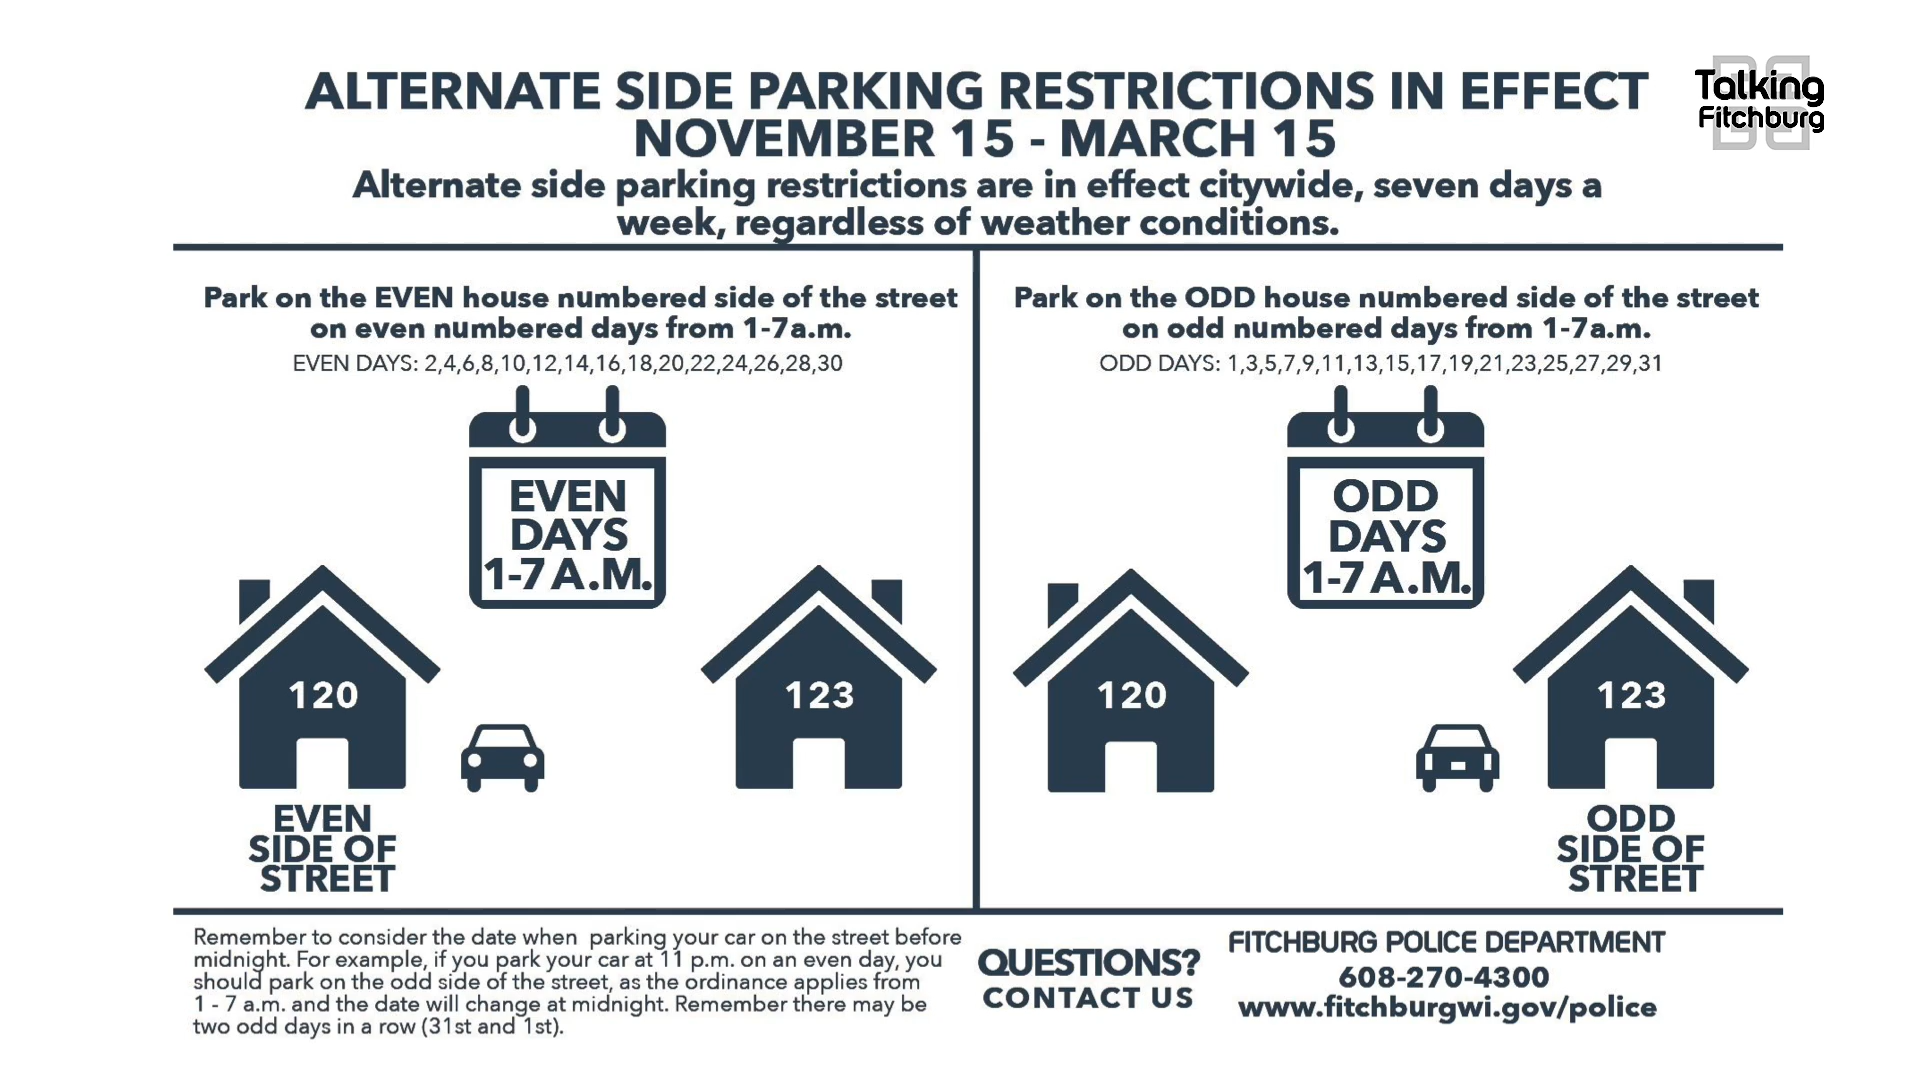 ALTERNATE SIDE PARKING RESTRICTIONS IN EFFECT
NOVEMBER 15 - MARCH 15
Alternate side parking restrictions are in effect citywide, seven days a
week, regardless of weather conditions.
Talking
Fitchburg
Park on the EVEN house numbered side of the street
on even numbered days from 1-7a.m.
EVEN DAYS: 2,4,6,8,10,12,14,16,18,20,22,24,26,28,30
EVEN
DAYS
1-7 A.M.
120
123
EVEN
SIDE OF
STREET
Park on the ODD house numbered side of the street
on odd numbered days from 1-7a.m.
ODD DAYS: 1,3,5,7,9,11,13,15,17,19,21,23,25,27,29,31
ODD
DAYS
1-7 A.M.
120
123
ODD
SIDE OF
STREET
Remember to consider the date when parking your car on the street before
midnight. For example, if you park your car at 11 p.m. on an even day, you
should park on the odd side of the street, as the ordinance applies from
1 - 7 a.m. and the date will change at midnight. Remember there may be
two odd days in a row (31st and 1st).
QUESTIONS?
CONTACT US
FITCHBURG POLICE DEPARTMENT
608-270-4300
www.fitchburgwi.gov/police